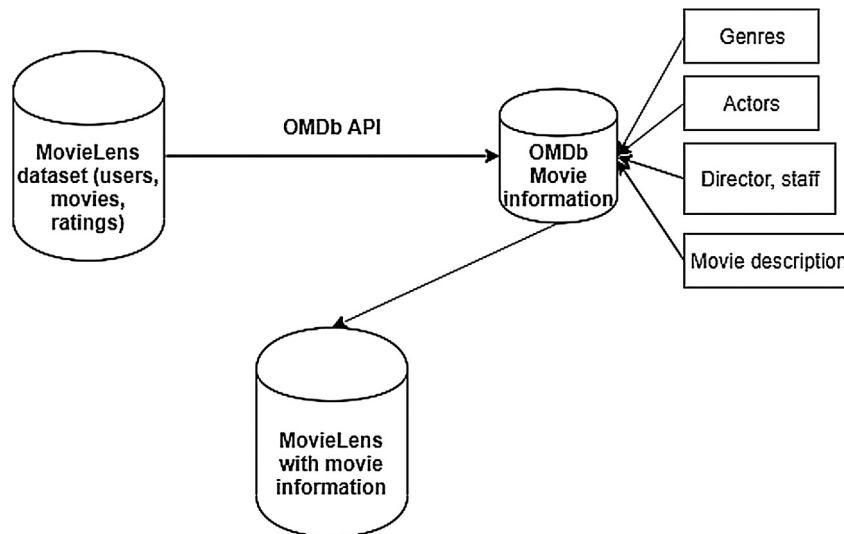 Genres
Actors
Director, staff
Movie description
OMDb API
MovieLens
dataset (users,
movies,
ratings)
OMDb
Movie
information
MovieLens
with movie
information